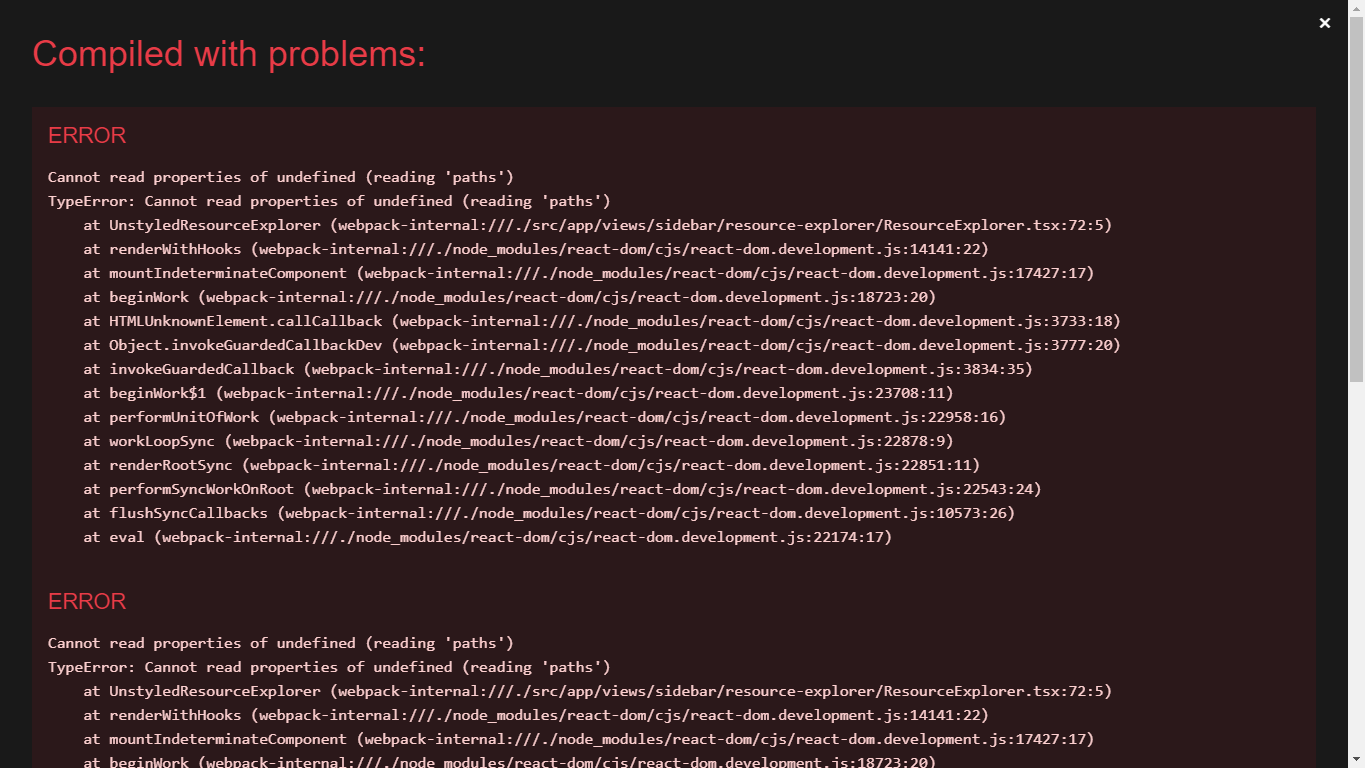 ×
Compiled with problems:
ERROR
Cannot read properties of undefined (reading 'paths')
TypeError: Cannot read properties of undefined (reading 'paths')
    at UnstyledResourceExplorer (webpack-internal:///./src/app/views/sidebar/resource-explorer/ResourceExplorer.tsx:72:5)
    at renderWithHooks (webpack-internal:///./node_modules/react-dom/cjs/react-dom.development.js:14141:22)
    at mountIndeterminateComponent (webpack-internal:///./node_modules/react-dom/cjs/react-dom.development.js:17427:17)
    at beginWork (webpack-internal:///./node_modules/react-dom/cjs/react-dom.development.js:18723:20)
    at HTMLUnknownElement.callCallback (webpack-internal:///./node_modules/react-dom/cjs/react-dom.development.js:3733:18)
    at Object.invokeGuardedCallbackDev (webpack-internal:///./node_modules/react-dom/cjs/react-dom.development.js:3777:20)
    at invokeGuardedCallback (webpack-internal:///./node_modules/react-dom/cjs/react-dom.development.js:3834:35)
    at beginWork$1 (webpack-internal:///./node_modules/react-dom/cjs/react-dom.development.js:23708:11)
    at performUnitOfWork (webpack-internal:///./node_modules/react-dom/cjs/react-dom.development.js:22958:16)
    at workLoopSync (webpack-internal:///./node_modules/react-dom/cjs/react-dom.development.js:22878:9)
    at renderRootSync (webpack-internal:///./node_modules/react-dom/cjs/react-dom.development.js:22851:11)
    at performSyncWorkOnRoot (webpack-internal:///./node_modules/react-dom/cjs/react-dom.development.js:22543:24)
    at flushSyncCallbacks (webpack-internal:///./node_modules/react-dom/cjs/react-dom.development.js:10573:26)
    at eval (webpack-internal:///./node_modules/react-dom/cjs/react-dom.development.js:22174:17)
ERROR
Cannot read properties of undefined (reading 'paths')
TypeError: Cannot read properties of undefined (reading 'paths')
    at UnstyledResourceExplorer (webpack-internal:///./src/app/views/sidebar/resource-explorer/ResourceExplorer.tsx:72:5)
    at renderWithHooks (webpack-internal:///./node_modules/react-dom/cjs/react-dom.development.js:14141:22)
    at mountIndeterminateComponent (webpack-internal:///./node_modules/react-dom/cjs/react-dom.development.js:17427:17)
    at beginWork (webpack-internal:///./node_modules/react-dom/cjs/react-dom.development.js:18723:20)